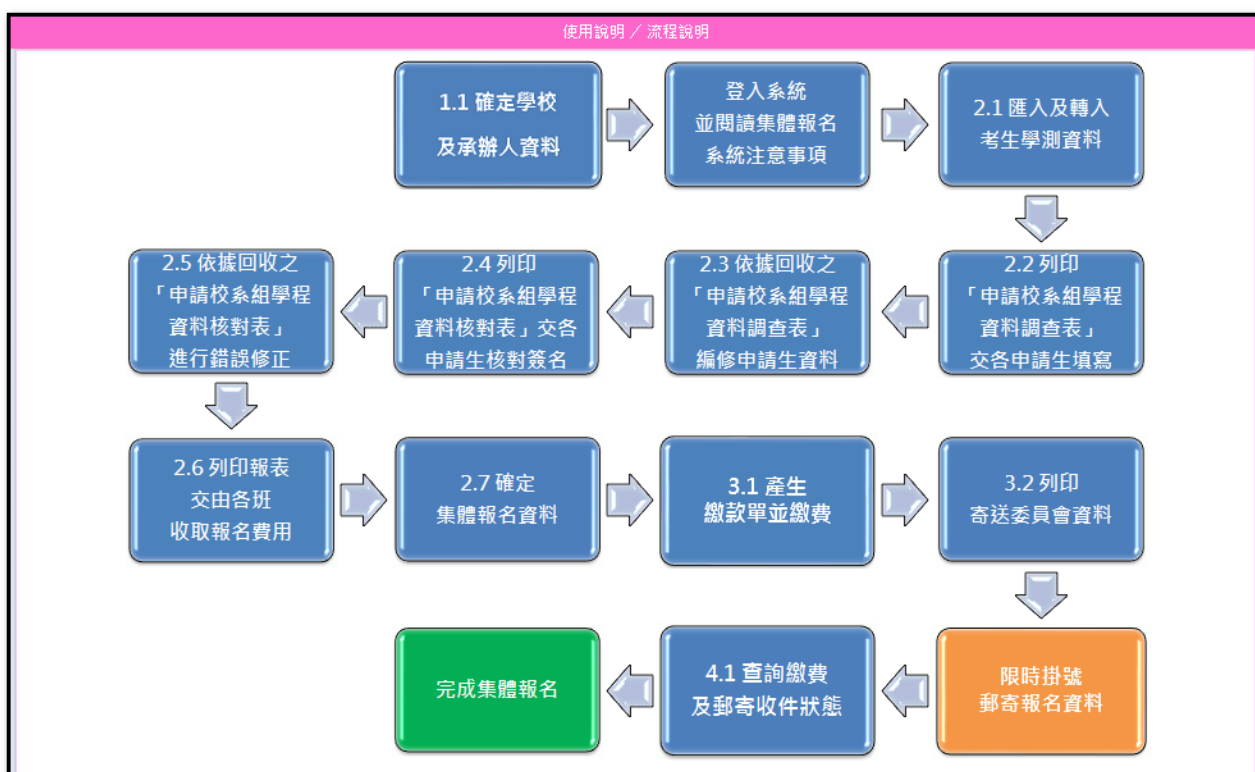 使用說明 ∕ 流程說明
1.1 確定學校
及承辦人資料
登入系統
並閱讀集體報名
系統注意事項
2.1 匯入及轉入
考生學測資料
2.2 列印
「申請校系組學程
資料調查表」
交各申請生填寫
2.3 依據回收之
「申請校系組學程
資料調查表」
編修申請生資料
2.4 列印
「申請校系組學程
資料核對表」交各
申請生核對簽名
2.5 依據回收之
「申請校系組學程
資料核對表」
進行錯誤修正
2.6 列印報表
交由各班
收取報名費用
2.7 確定
集體報名資料
3.1 產生
繳款單並繳費
3.2 列印
寄送委員會資料
限時掛號
郵寄報名資料
4.1 查詢繳費
及郵寄收件狀態
完成集體報名